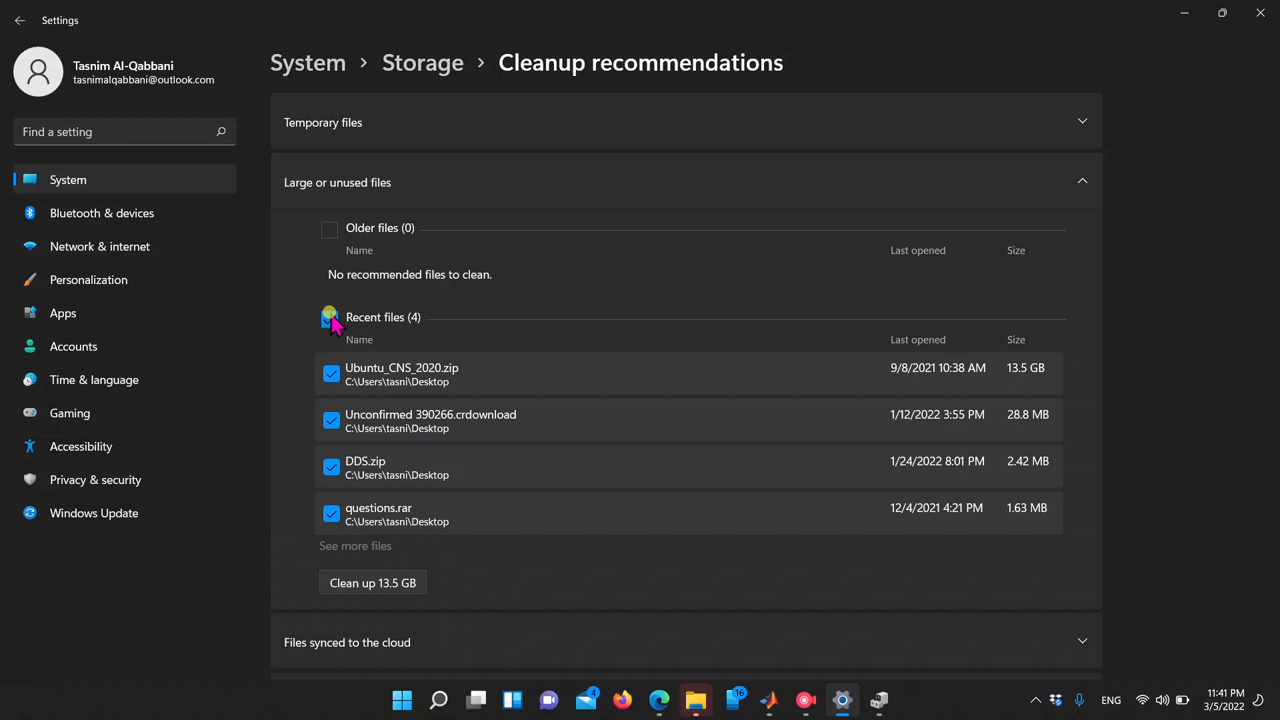 Settings
Tasnim Al-Qabbani
tasnimalqabbani@outlook.com
Find a setting
System
Bluetooth & devices
Network & internet
Personalization
Apps
Accounts
Time & language
Gaming
Accessibility
Privacy & security
Windows Update
System > Storage > Cleanup recommendations
Temporary files
Large or unused files
Older files (0)
Name Last opened Size
No recommended files to clean.
Recent files (4)
Name Last opened Size
Ubuntu_CNS_2020.zip 9/8/2021 10:38 AM 13.5 GB
C:\Users\tasni\Desktop
Unconfirmed 390266.crdownload 1/12/2022 3:55 PM 28.8 MB
C:\Users\tasni\Desktop
DDS.zip 1/24/2022 8:01 PM 2.42 MB
C:\Users\tasni\Desktop
questions.rar 12/4/2021 4:21 PM 1.63 MB
C:\Users\tasni\Desktop
See more files
Clean up 13.5 GB
Files synced to the cloud
4
16
ENG
11:41 PM
3/5/2022